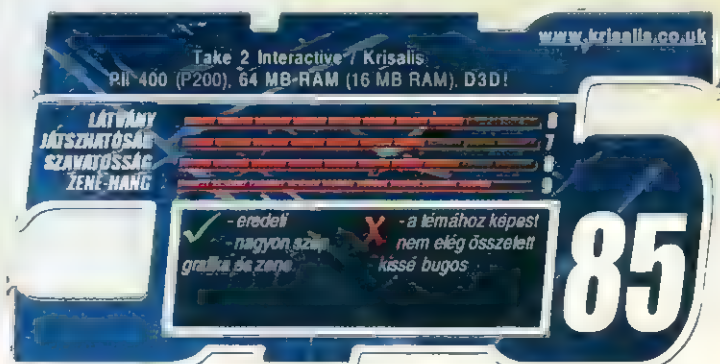 www.krisalis.co.uk
Take 2 Interactive / Krisalis
PII 400 (P200), 64 MB-RAM (16 MB RAM), D3D!
LÁTVÁNY 8
JÁTSZHATÓSÁG 7
SZAVATOSSÁG
ZENE-HANG 9
- eredeti
- nagyon szép
grafika és zene
- a témához képest
nem elég összetett
kissé bugos
85